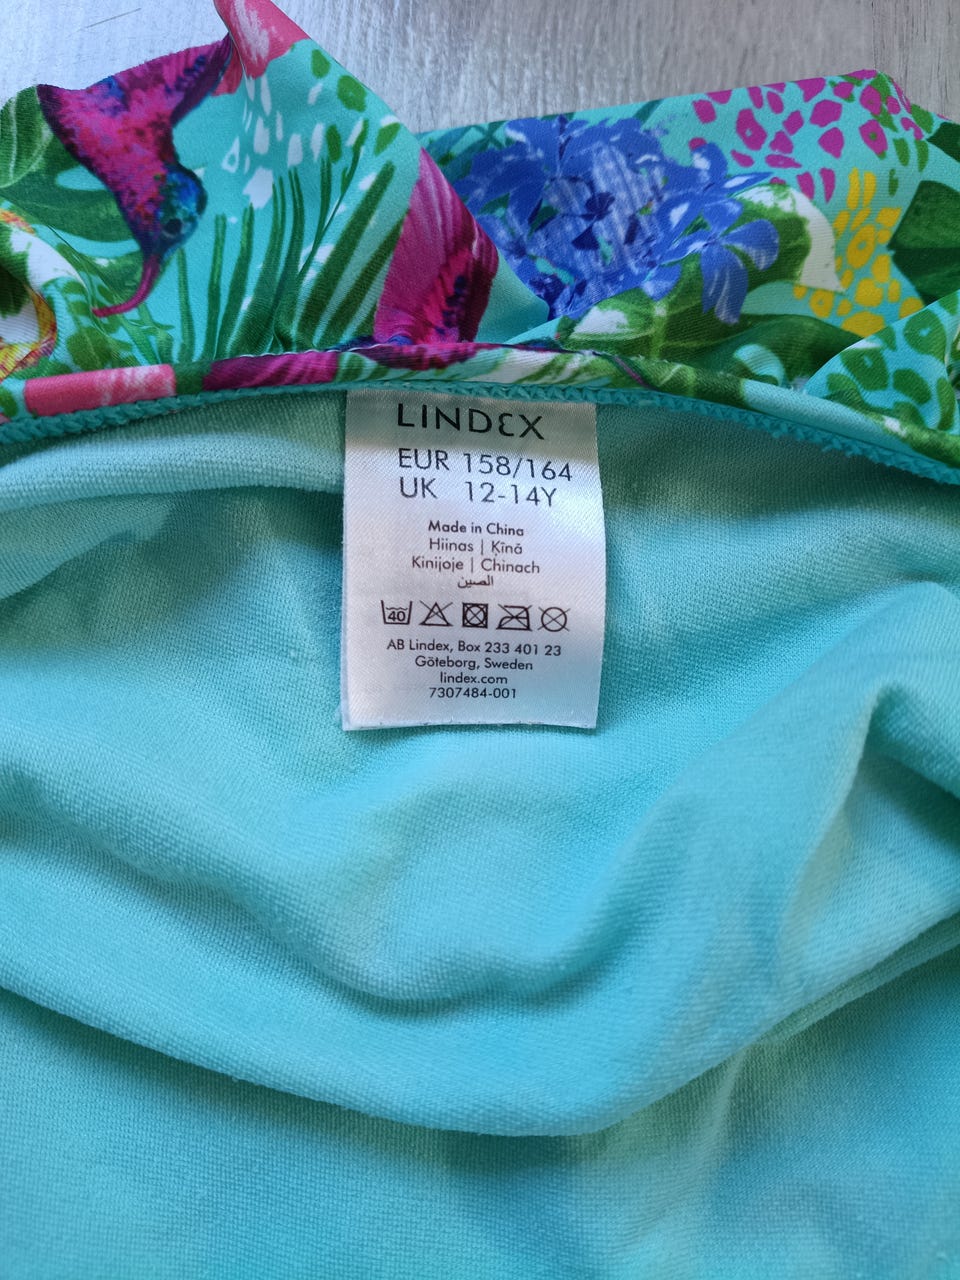 LINDEX
EUR 158/164
UK 12-14Y
Made in China
Hiinas | Ķīnā
Kinijoje | Chinach
الصين
40
AB Lindex, Box 233 401 23
Göteborg, Sweden
lindex.com
7307484-001